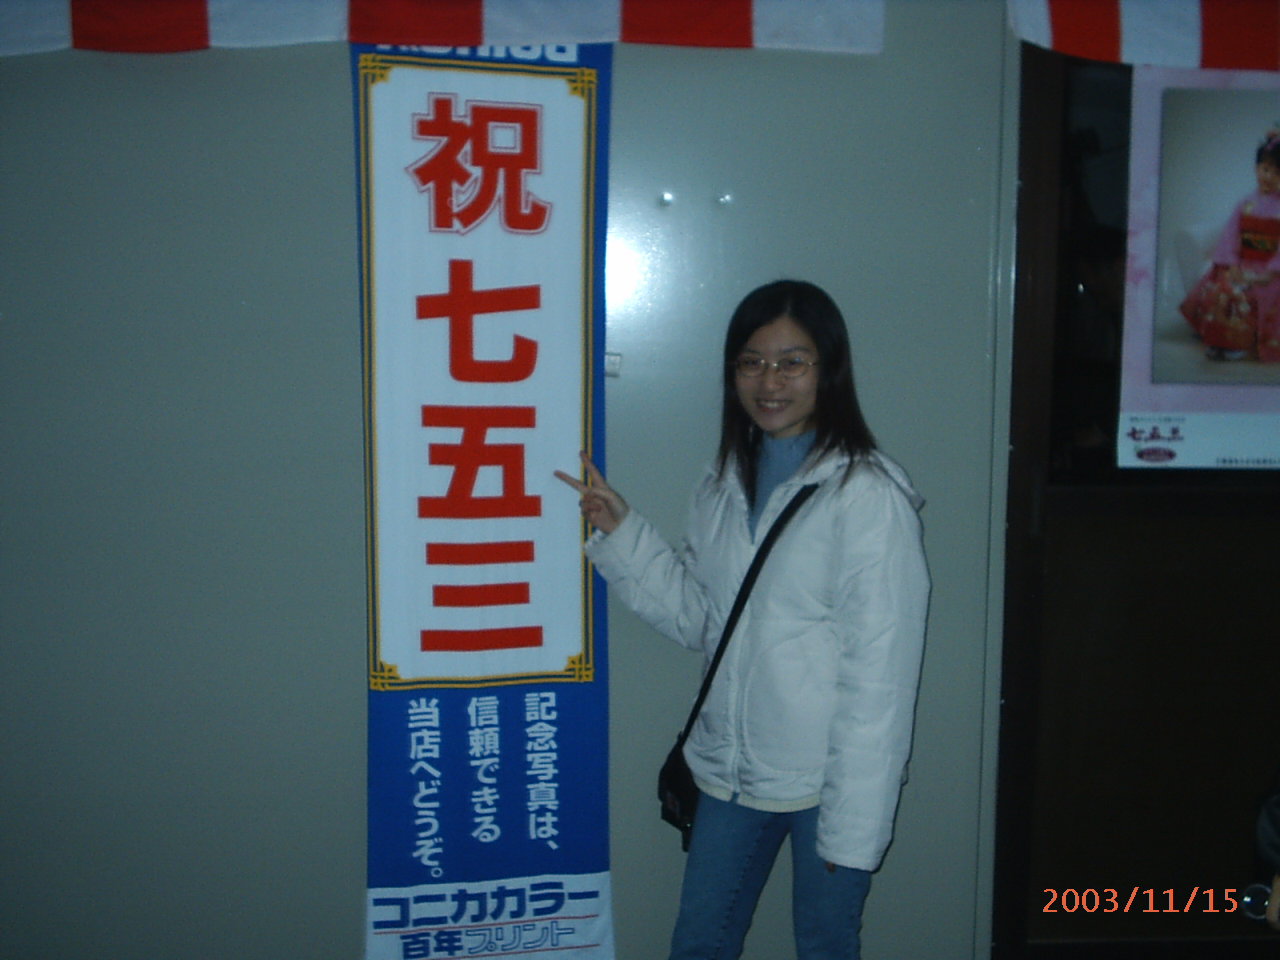 祝七五三
記念写真は、
信頼できる
当店へどうぞ。
コニカカラー
百年プリント
七五三
2003/11/15